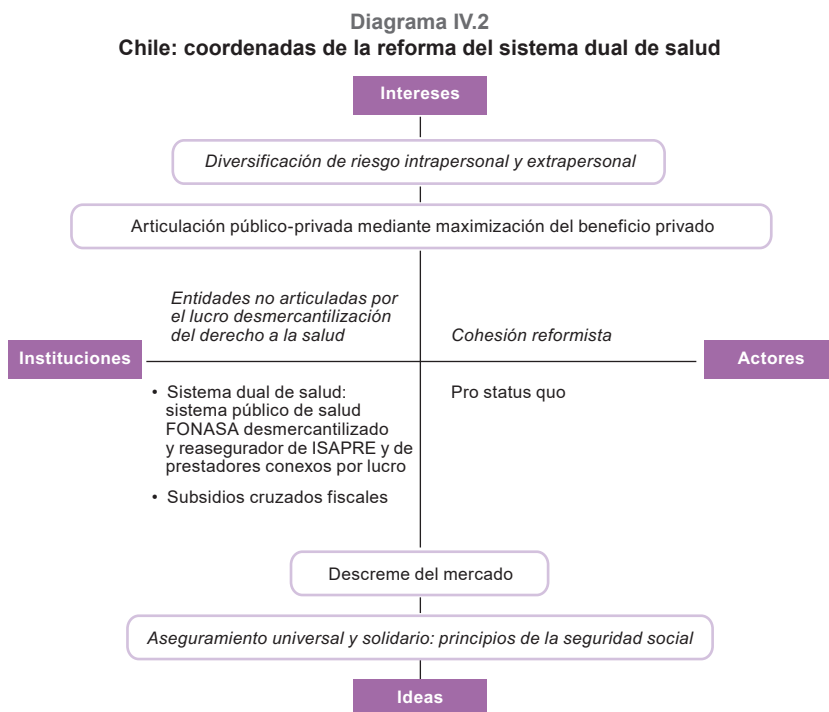 Diagrama IV.2
Chile: coordenadas de la reforma del sistema dual de salud
Intereses
Diversificación de riesgo intrapersonal y extrapersonal
Articulación público-privada mediante maximización del beneficio privado
Entidades no articuladas por
el lucro desmercantilización
del derecho a la salud
Cohesión reformista
Instituciones
Actores
• Sistema dual de salud:
sistema público de salud
FONASA desmercantilizado
y reasegurador de ISAPRE y de
prestadores conexos por lucro
• Subsidios cruzados fiscales
Pro status quo
Descreme del mercado
Aseguramiento universal y solidario: principios de la seguridad social
Ideas